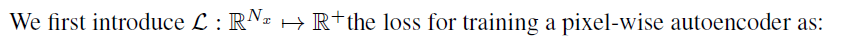 We first introduce ℒ : ℝ^{N_x} ↦ ℝ⁺the loss for training a pixel-wise autoencoder as: